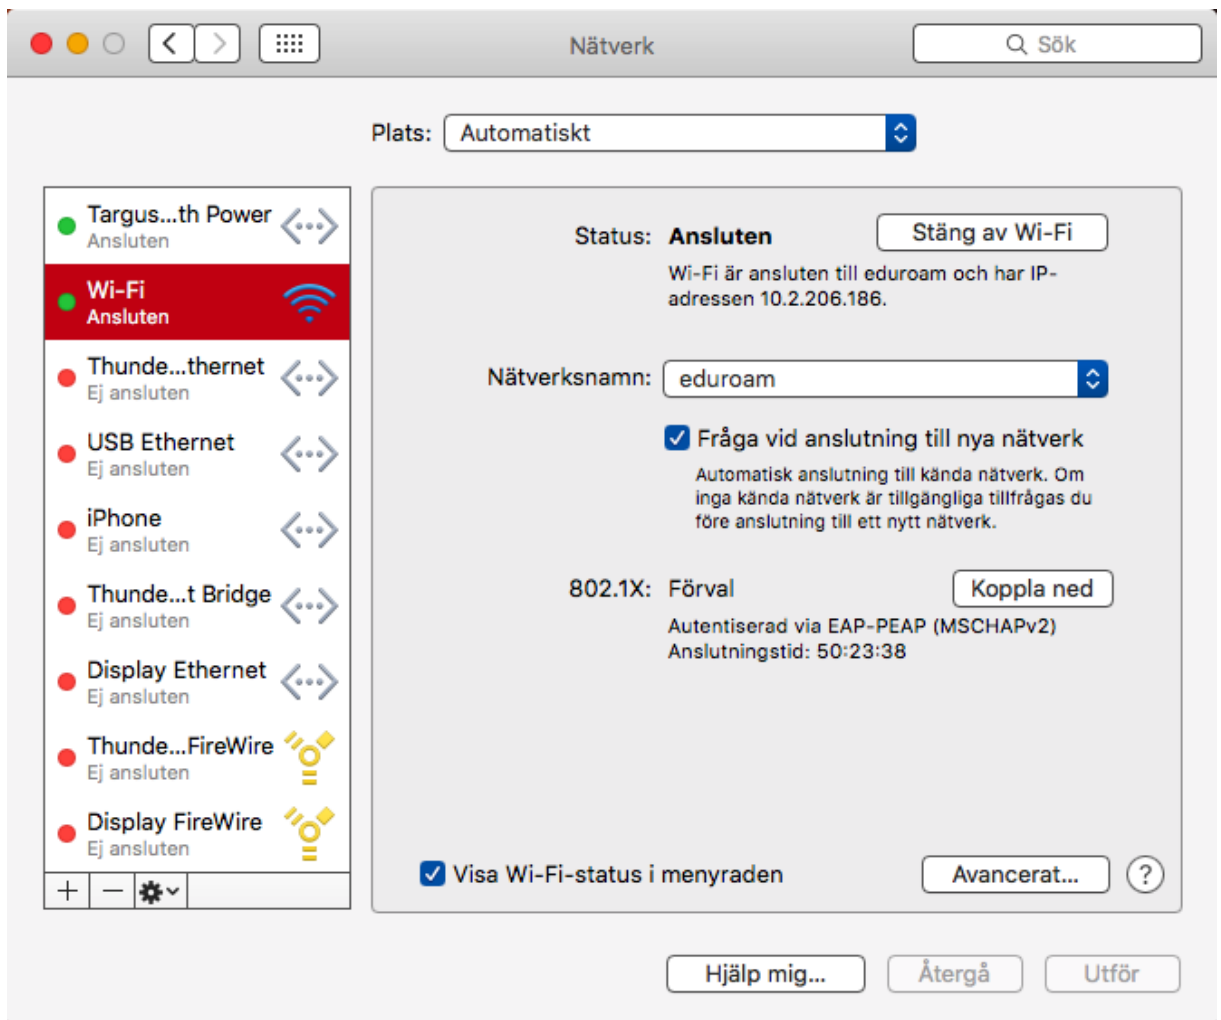 Nätverk
Sök
Plats: Automatiskt
Targus...th Power
Ansluten
Wi-Fi
Ansluten
Thunde...thernet
Ej ansluten
USB Ethernet
Ej ansluten
iPhone
Ej ansluten
Thunde...t Bridge
Ej ansluten
Display Ethernet
Ej ansluten
Thunde...FireWire
Ej ansluten
Display FireWire
Ej ansluten
Status: Ansluten
Stäng av Wi-Fi
Wi-Fi är ansluten till eduroam och har IP-
adressen 10.2.206.186.
Nätverksnamn: eduroam
Fråga vid anslutning till nya nätverk
Automatisk anslutning till kända nätverk. Om
inga kända nätverk är tillgängliga tillfrågas du
före anslutning till ett nytt nätverk.
802.1X: Förval
Koppla ned
Autentiserad via EAP-PEAP (MSCHAPv2)
Anslutningstid: 50:23:38
Visa Wi-Fi-status i menyraden
Avancerat...
?
Hjälp mig...
Återgå
Utför